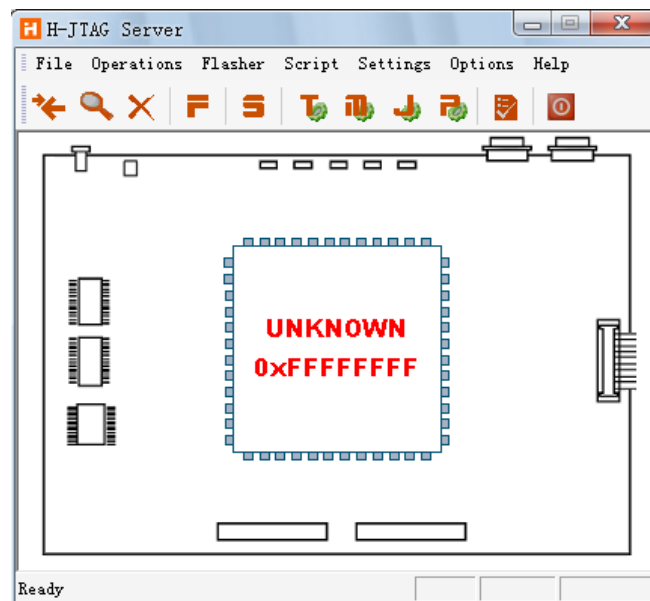 H-JTAG Server
File Operations Flasher Script Settings Options Help
UNKNOWN
0xFFFFFFFF
Ready